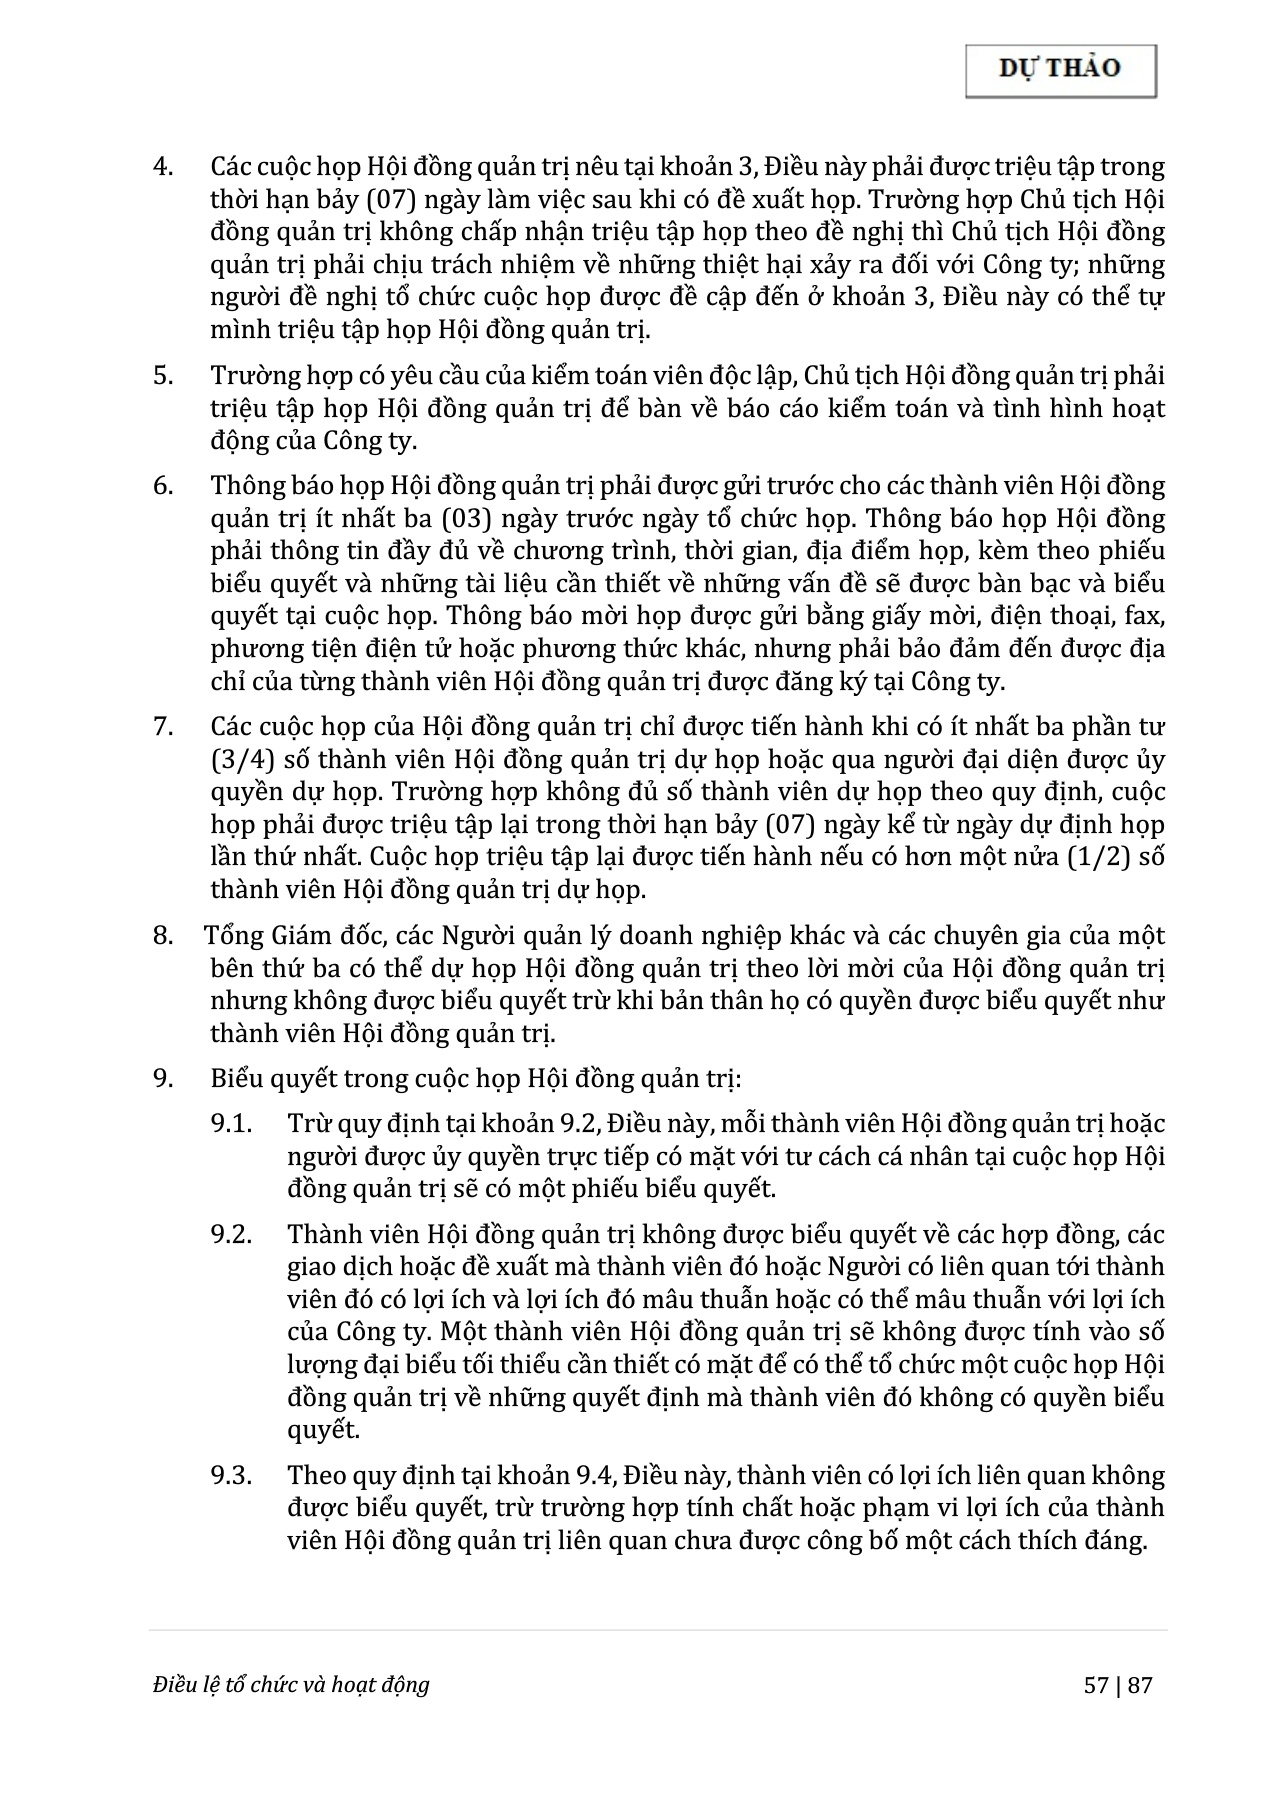 DỰ THẢO
4. Các cuộc họp Hội đồng quản trị nêu tại khoản 3, Điều này phải được triệu tập trong
thời hạn bảy (07) ngày làm việc sau khi có đề xuất họp. Trường hợp Chủ tịch Hội
đồng quản trị không chấp nhận triệu tập họp theo đề nghị thì Chủ tịch Hội đồng
quản trị phải chịu trách nhiệm về những thiệt hại xảy ra đối với Công ty; những
người đề nghị tổ chức cuộc họp được đề cập đến ở khoản 3, Điều này có thể tự
mình triệu tập họp Hội đồng quản trị.
5. Trường hợp có yêu cầu của kiểm toán viên độc lập, Chủ tịch Hội đồng quản trị phải
triệu tập họp Hội đồng quản trị để bàn về báo cáo kiểm toán và tình hình hoạt
động của Công ty.
6. Thông báo họp Hội đồng quản trị phải được gửi trước cho các thành viên Hội đồng
quản trị ít nhất ba (03) ngày trước ngày tổ chức họp. Thông báo họp Hội đồng
phải thông tin đầy đủ về chương trình, thời gian, địa điểm họp, kèm theo phiếu
biểu quyết và những tài liệu cần thiết về những vấn đề sẽ được bàn bạc và biểu
quyết tại cuộc họp. Thông báo mời họp được gửi bằng giấy mời, điện thoại, fax,
phương tiện điện tử hoặc phương thức khác, nhưng phải bảo đảm đến được địa
chỉ của từng thành viên Hội đồng quản trị được đăng ký tại Công ty.
7. Các cuộc họp của Hội đồng quản trị chỉ được tiến hành khi có ít nhất ba phần tư
(3/4) số thành viên Hội đồng quản trị dự họp hoặc qua người đại diện được ủy
quyền dự họp. Trường hợp không đủ số thành viên dự họp theo quy định, cuộc
họp phải được triệu tập lại trong thời hạn bảy (07) ngày kể từ ngày dự định họp
lần thứ nhất. Cuộc họp triệu tập lại được tiến hành nếu có hơn một nửa (1/2) số
thành viên Hội đồng quản trị dự họp.
8. Tổng Giám đốc, các Người quản lý doanh nghiệp khác và các chuyên gia của một
bên thứ ba có thể dự họp Hội đồng quản trị theo lời mời của Hội đồng quản trị
nhưng không được biểu quyết trừ khi bản thân họ có quyền được biểu quyết như
thành viên Hội đồng quản trị.
9. Biểu quyết trong cuộc họp Hội đồng quản trị:
9.1. Trừ quy định tại khoản 9.2, Điều này, mỗi thành viên Hội đồng quản trị hoặc
người được ủy quyền trực tiếp có mặt với tư cách cá nhân tại cuộc họp Hội
đồng quản trị sẽ có một phiếu biểu quyết.
9.2. Thành viên Hội đồng quản trị không được biểu quyết về các hợp đồng, các
giao dịch hoặc đề xuất mà thành viên đó hoặc Người có liên quan tới thành
viên đó có lợi ích và lợi ích đó mâu thuẫn hoặc có thể mâu thuẫn với lợi ích
của Công ty. Một thành viên Hội đồng quản trị sẽ không được tính vào số
lượng đại biểu tối thiểu cần thiết có mặt để có thể tổ chức một cuộc họp Hội
đồng quản trị về những quyết định mà thành viên đó không có quyền biểu
quyết.
9.3. Theo quy định tại khoản 9.4, Điều này, thành viên có lợi ích liên quan không
được biểu quyết, trừ trường hợp tính chất hoặc phạm vi lợi ích của thành
viên Hội đồng quản trị liên quan chưa được công bố một cách thích đáng.
Điều lệ tổ chức và hoạt động 57 | 87